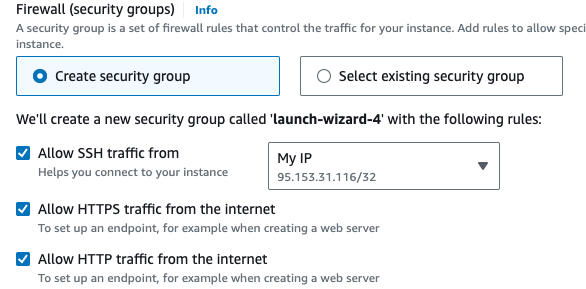 Firewall (security groups) Info
A security group is a set of firewall rules that control the traffic for your instance. Add rules to allow speci
instance.
Create security group
Select existing security group
We'll create a new security group called 'launch-wizard-4' with the following rules:
Allow SSH traffic from
Helps you connect to your instance
My IP
95.153.31.116/32
Allow HTTPS traffic from the internet
To set up an endpoint, for example when creating a web server
Allow HTTP traffic from the internet
To set up an endpoint, for example when creating a web server